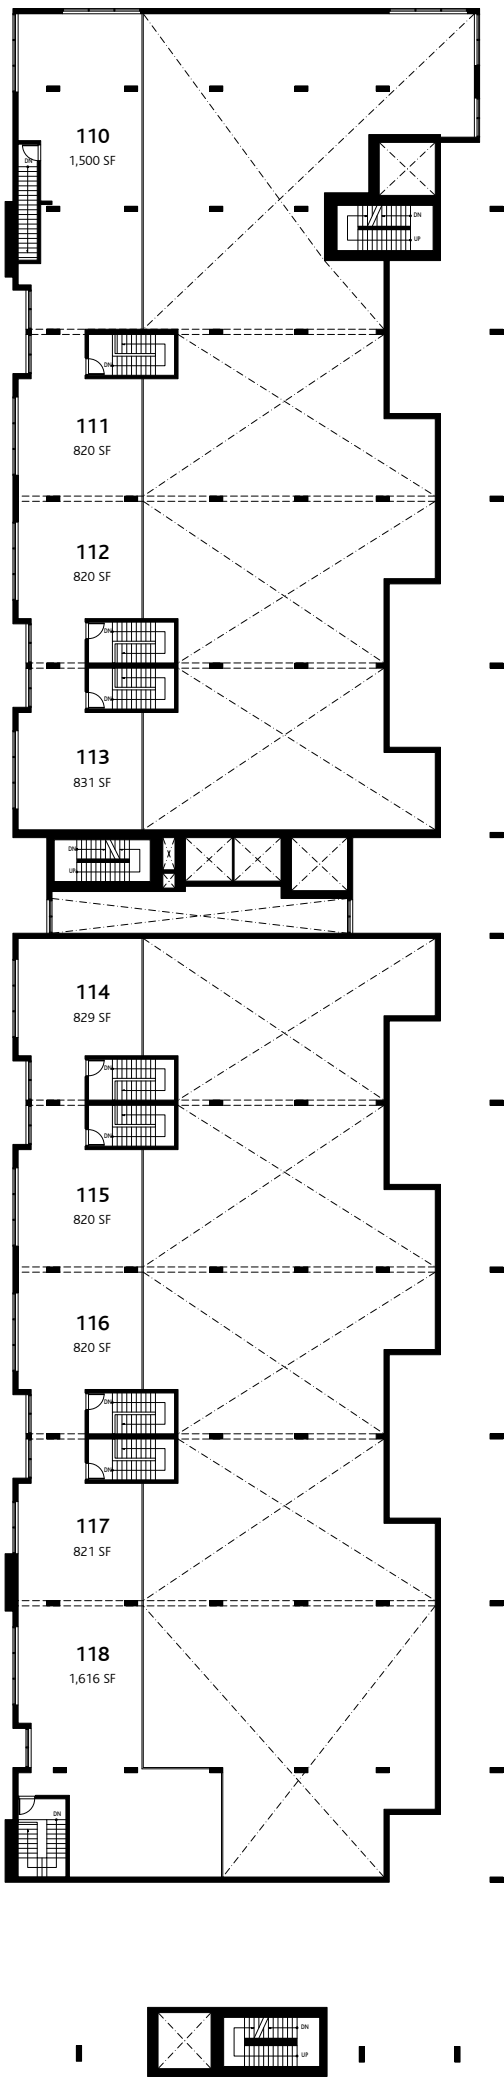 110
1,500 SF
DN
DN
UP
DN
111
820 SF
112
820 SF
DN
DN
113
831 SF
DN
UP
114
829 SF
DN
DN
115
820 SF
116
820 SF
DN
DN
117
821 SF
118
1,616 SF
DN
DN
UP